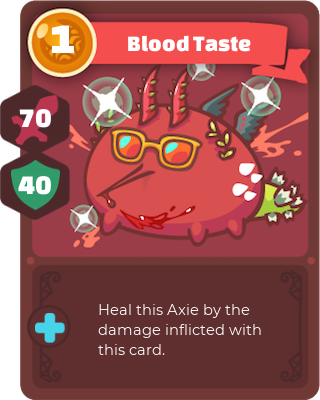 1
Blood Taste
70
40
Heal this Axie by the
damage inflicted with
this card.